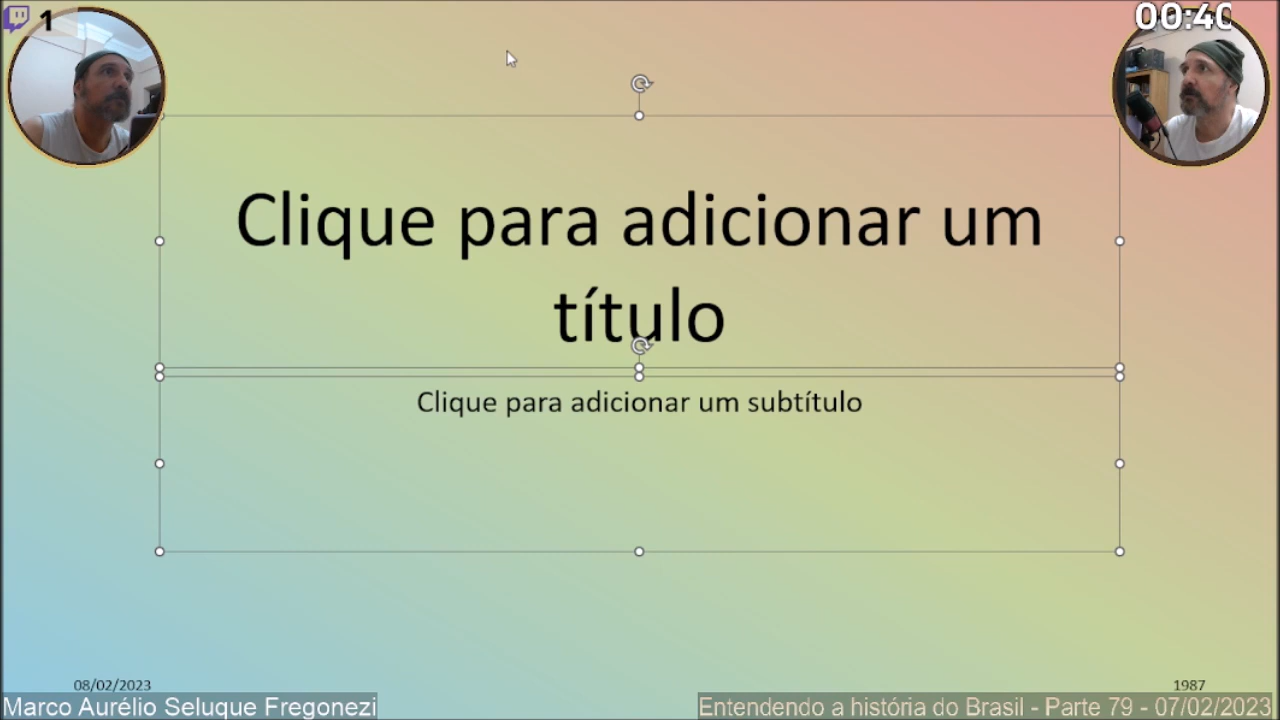 1
00:40
Clique para adicionar um
título
Clique para adicionar um subtítulo
08/02/2023
1987
Marco Aurélio Seluque Fregonezi
Entendendo a história do Brasil - Parte 79 - 07/02/2023